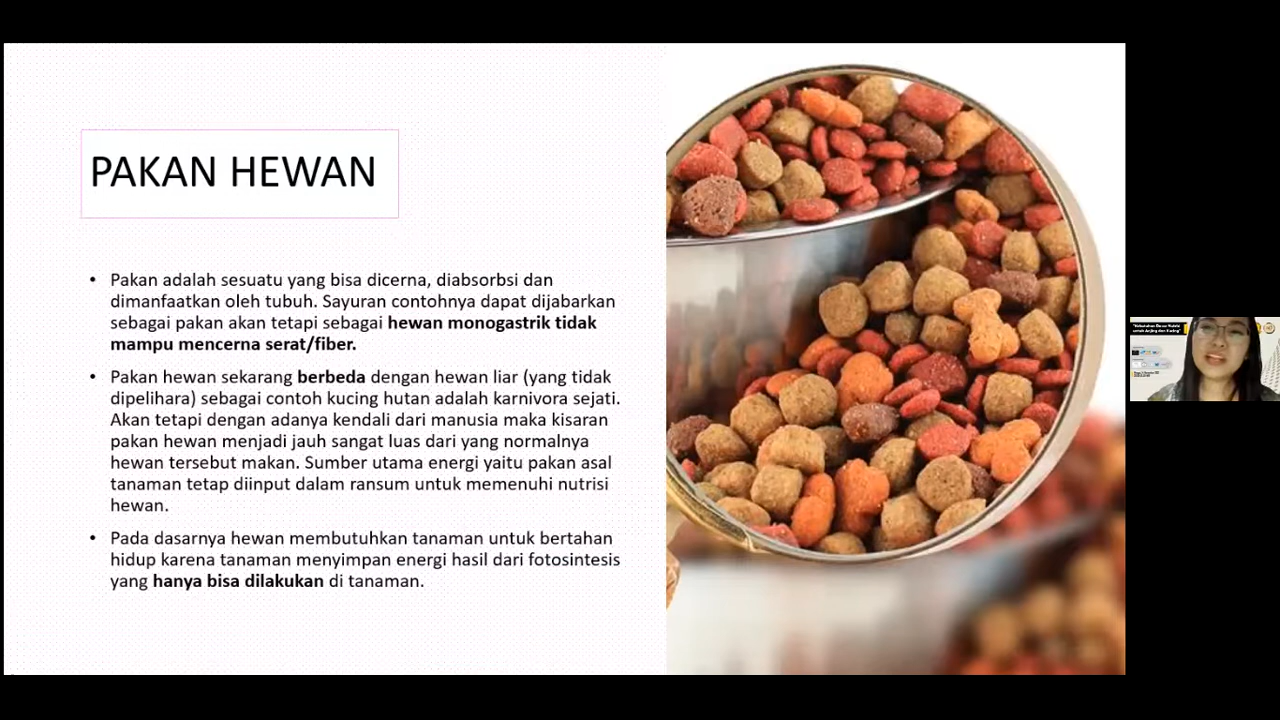 PAKAN HEWAN
• Pakan adalah sesuatu yang bisa dicerna, diabsorbsi dan
dimanfaatkan oleh tubuh. Sayuran contohnya dapat dijabarkan
sebagai pakan akan tetapi sebagai hewan monogastrik tidak
mampu mencerna serat/fiber.
• Pakan hewan sekarang berbeda dengan hewan liar (yang tidak
dipelihara) sebagai contoh kucing hutan adalah karnivora sejati.
Akan tetapi dengan adanya kendali dari manusia maka kisaran
pakan hewan menjadi jauh sangat luas dari yang normalnya
hewan tersebut makan. Sumber utama energi yaitu pakan asal
tanaman tetap diinput dalam ransum untuk memenuhi nutrisi
hewan.
• Pada dasarnya hewan membutuhkan tanaman untuk bertahan
hidup karena tanaman menyimpan energi hasil dari fotosintesis
yang hanya bisa dilakukan di tanaman.